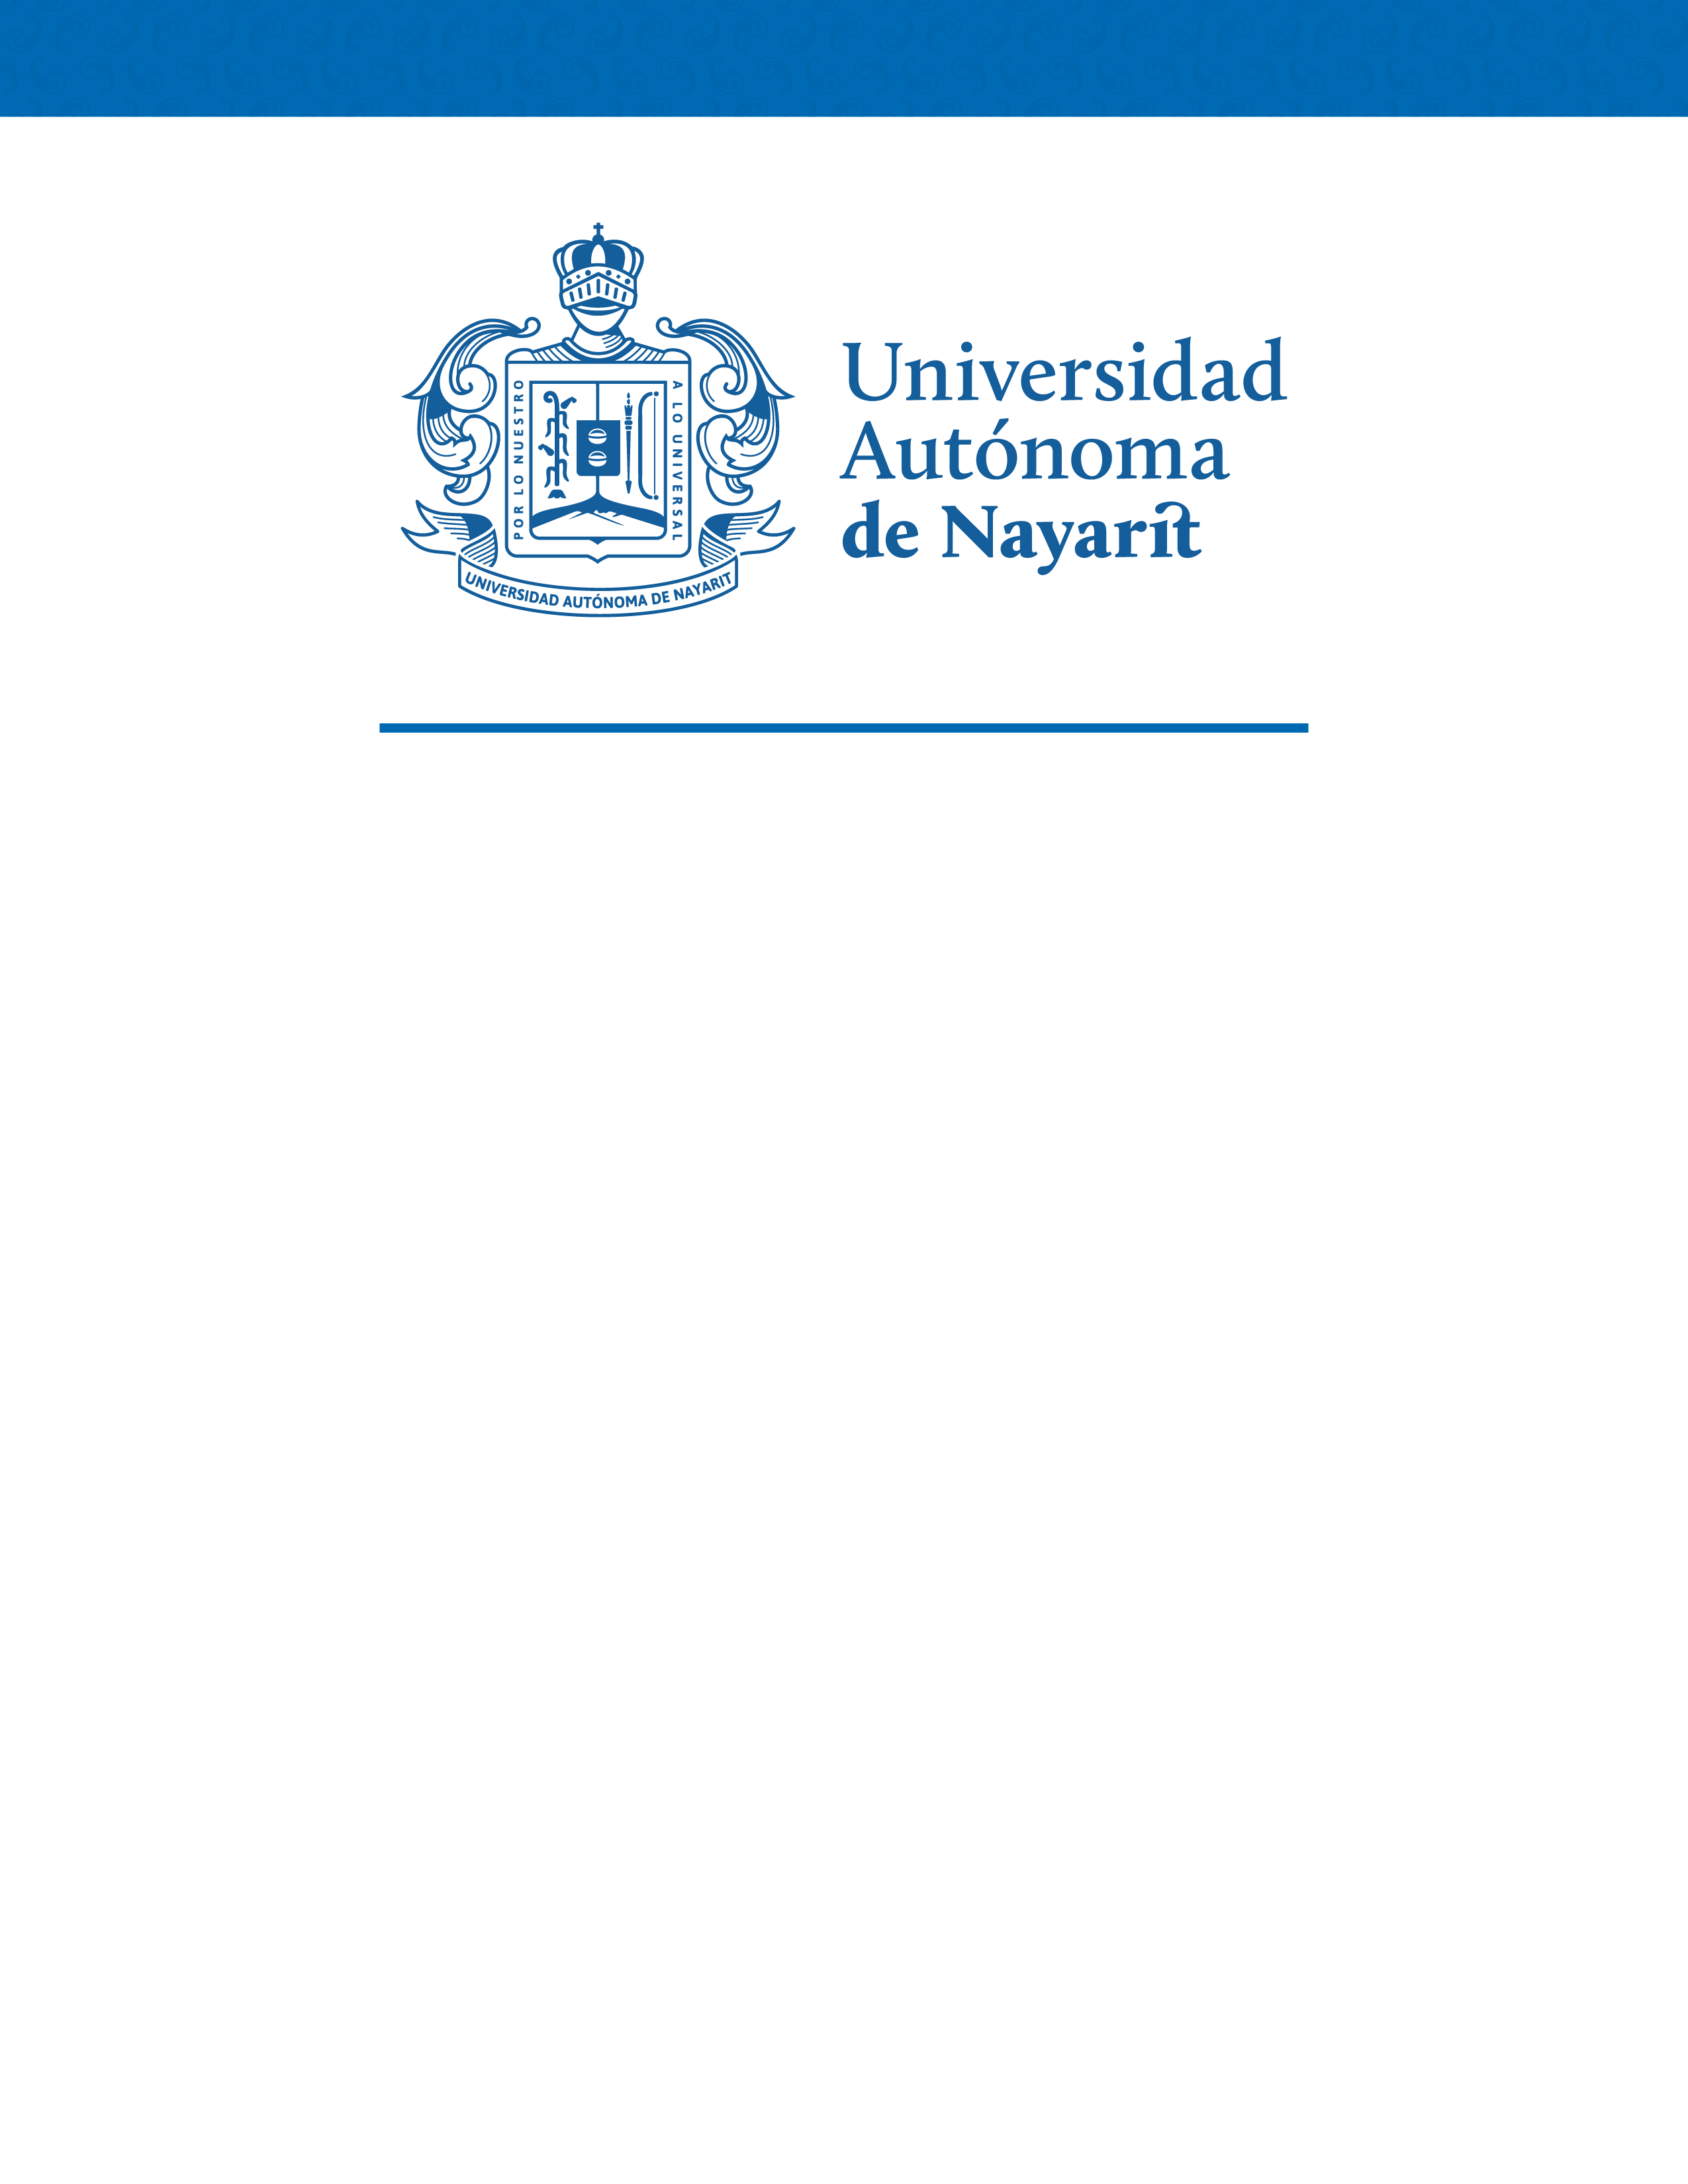 POR LO NUESTRO
A LO UNIVERSAL
UNIVERSIDAD AUTÓNOMA DE NAYARIT
Universidad
Autónoma
de Nayarit